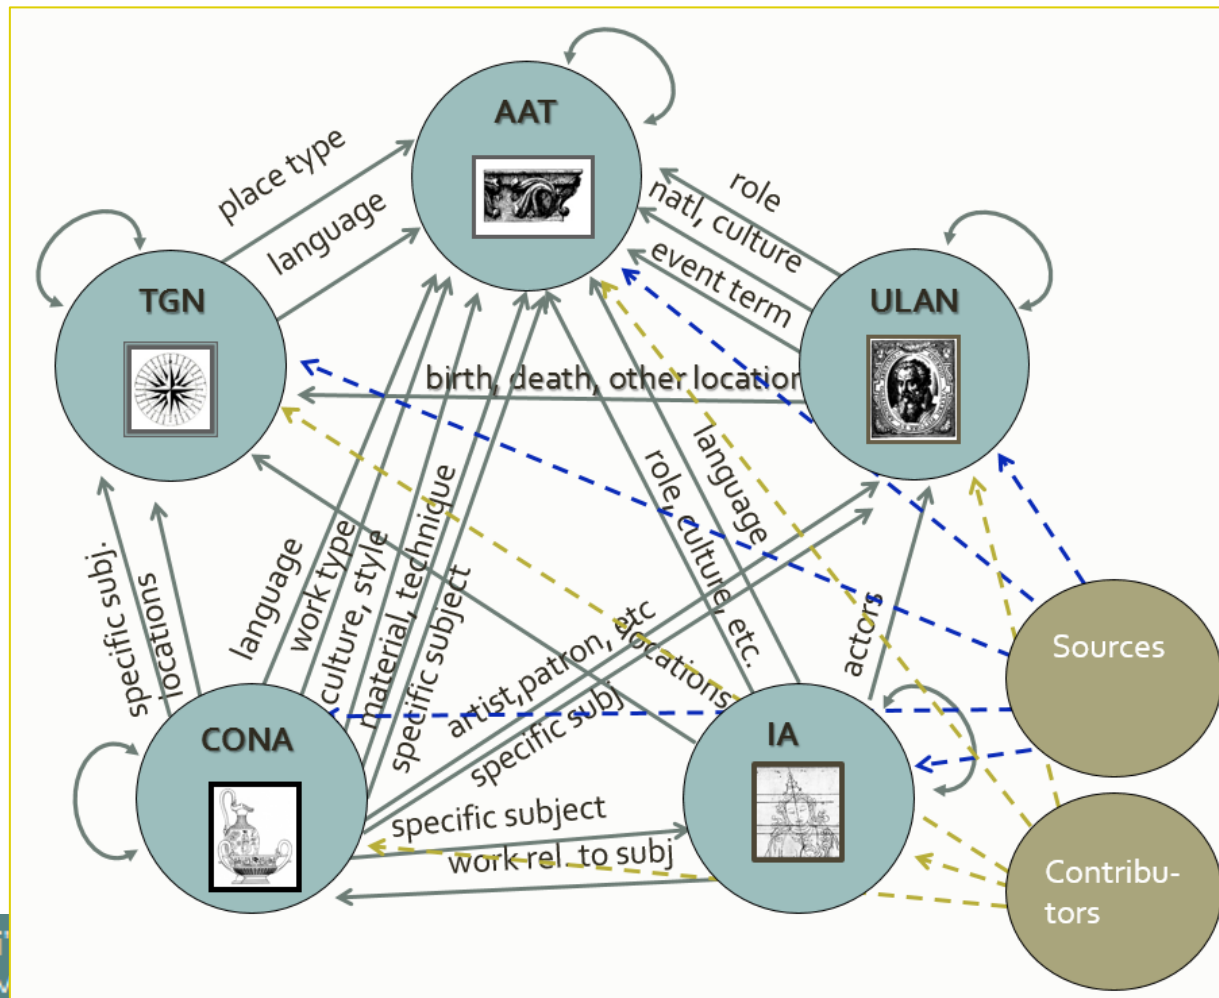 AAT
place type
language
role
natl, culture
event term
TGN
ULAN
birth, death, other location
language
role, culture, etc.
specific subj.
locations
language
work type
culture, style
material, technique
specific subject
artist,patron, etc
specific subj
locations
actors
Sources
CONA
IA
specific subject
work rel. to subj
Contribu-
tors